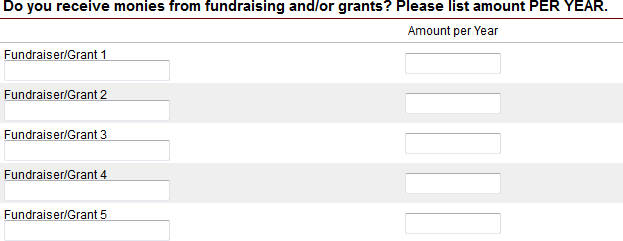 Do you receive monies from fundraising and/or grants? Please list amount PER YEAR.
Amount per Year
Fundraiser/Grant 1
Fundraiser/Grant 2
Fundraiser/Grant 3
Fundraiser/Grant 4
Fundraiser/Grant 5